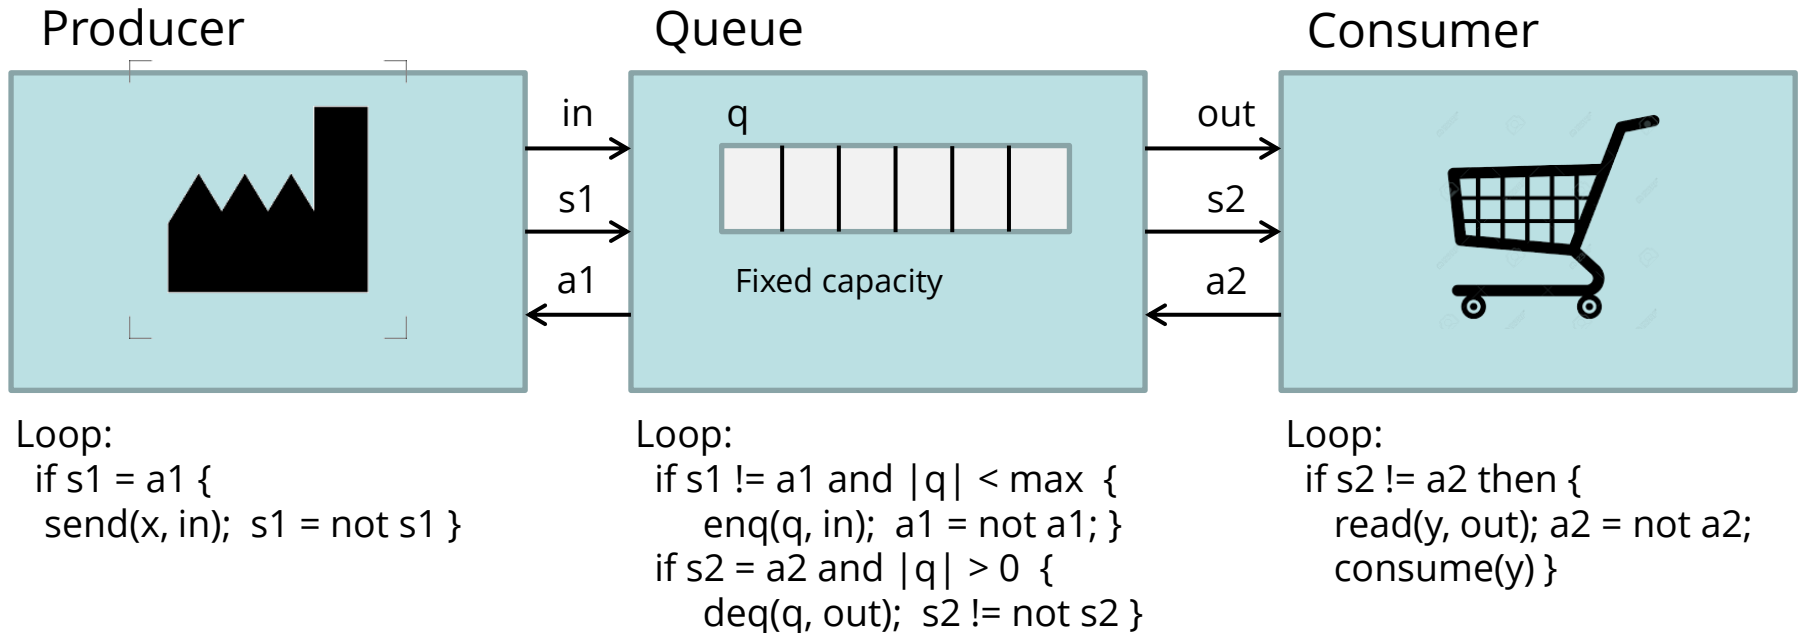 Producer
Queue
Consumer
in
s1
a1
q
Fixed capacity
out
s2
a2
Loop:
if s1 = a1 {
send(x, in);  s1 = not s1 }
Loop:
if s1 != a1 and |q| < max  {
enq(q, in);  a1 = not a1; }
if s2 = a2 and |q| > 0  {
deq(q, out);  s2 != not s2 }
Loop:
if s2 != a2 then {
read(y, out); a2 = not a2;
consume(y) }